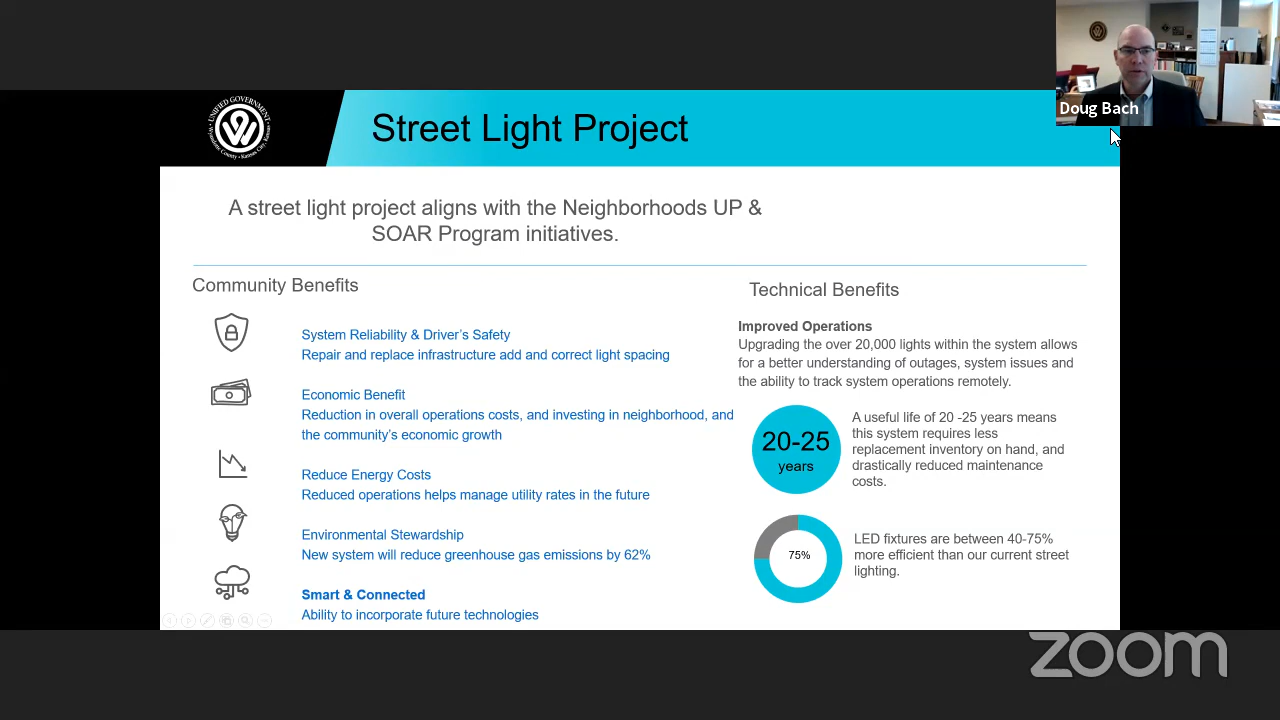 Doug Bach
UNIFIED GOVERNMENT
Wyandotte County • Kansas City, Kansas
Street Light Project
A street light project aligns with the Neighborhoods UP &
SOAR Program initiatives.
Community Benefits
System Reliability & Driver’s Safety
Repair and replace infrastructure add and correct light spacing
Economic Benefit
Reduction in overall operations costs, and investing in neighborhood, and
the community’s economic growth
Reduce Energy Costs
Reduced operations helps manage utility rates in the future
Environmental Stewardship
New system will reduce greenhouse gas emissions by 62%
Smart & Connected
Ability to incorporate future technologies
Technical Benefits
Improved Operations
Upgrading the over 20,000 lights within the system allows
for a better understanding of outages, system issues and
the ability to track system operations remotely.
20-25
years
A useful life of 20 -25 years means
this system requires less
replacement inventory on hand, and
drastically reduced maintenance
costs.
75%
LED fixtures are between 40-75%
more efficient than our current street
lighting.
zoom